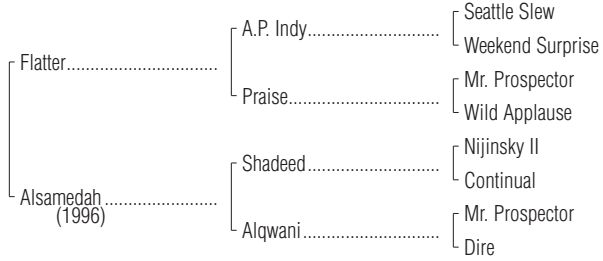 Seattle Slew
A.P. Indy
Weekend Surprise
Flatter
Mr. Prospector
Praise
Wild Applause
Nijinsky II
Shadeed
Continual
Alsamedah
(1996)
Mr. Prospector
Alqwani
Dire